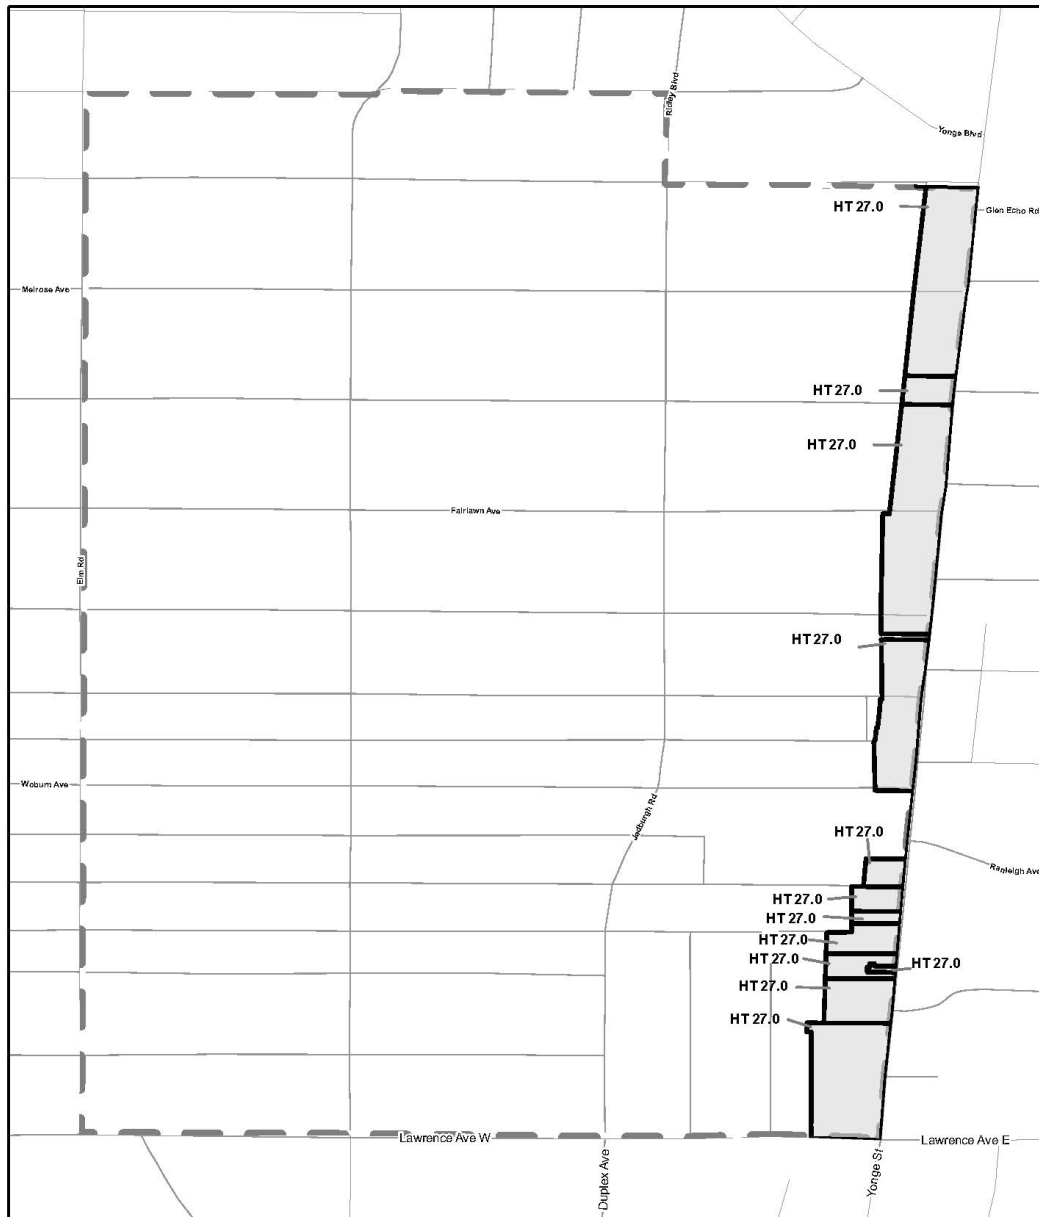 Ridley Blvd
Yonge Blvd
HT 27.0
Glen Echo Rd
Melrose Ave
HT 27.0
HT 27.0
Fairlawn Ave
Elm Rd
HT 27.0
Woburn Ave
Jedburgh Rd
HT 27.0
Ranleigh Ave
HT 27.0
HT 27.0
HT 27.0
HT 27.0
HT 27.0
HT 27.0
HT 27.0
Lawrence Ave W
Lawrence Ave E
Duplex Ave
Yonge St